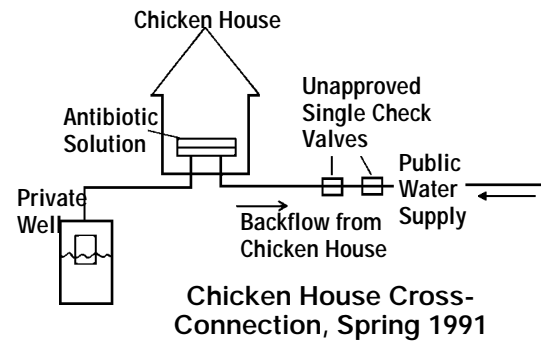 Chicken House
Antibiotic
Solution
Unapproved
Single Check
Valves
Public
Water
Supply
Private
Well
Backflow from
Chicken House
Chicken House Cross-
Connection, Spring 1991